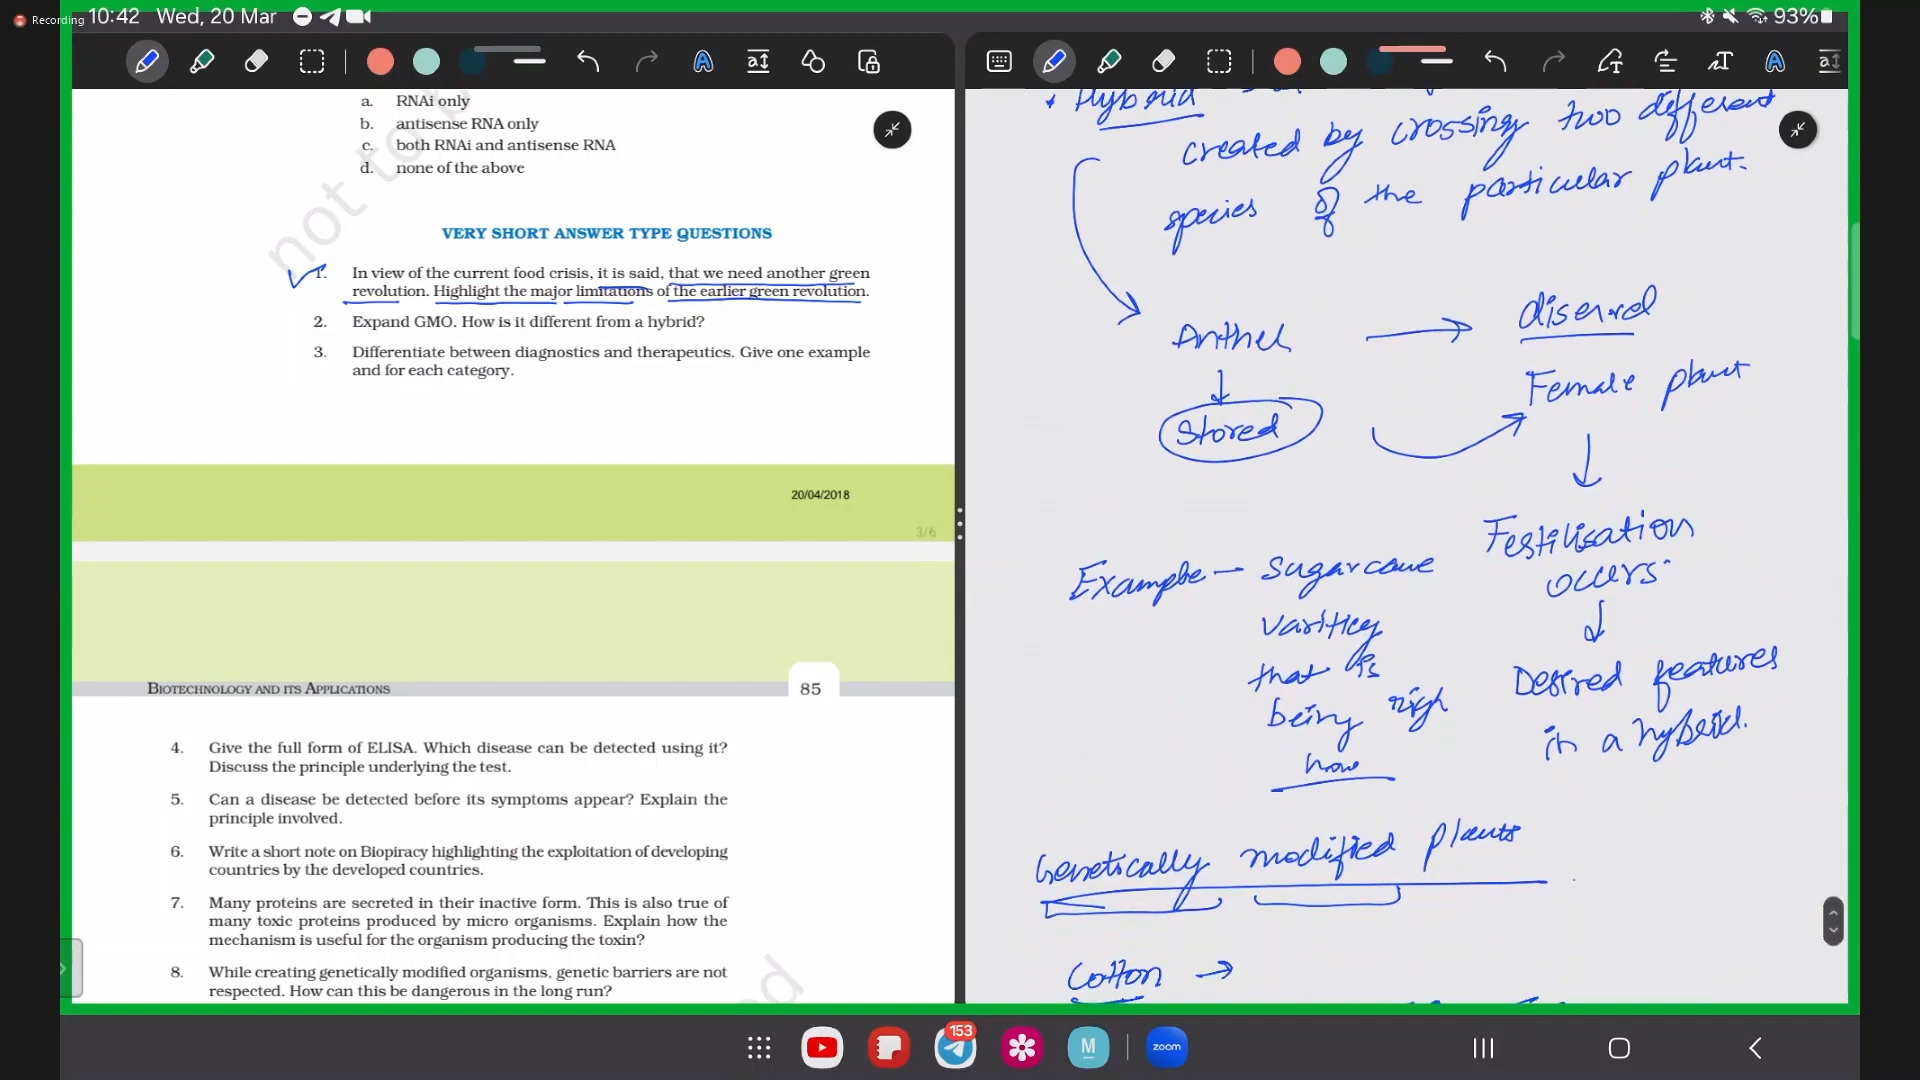 Recording 10:42 Wed, 20 Mar
93%
a. RNAi only
b. antisense RNA only
c. both RNAi and antisense RNA
d. none of the above
not to b
VERY SHORT ANSWER TYPE QUESTIONS
1. In view of the current food crisis, it is said, that we need another green
revolution. Highlight the major limitations of the earlier green revolution.
2. Expand GMO. How is it different from a hybrid?
3. Differentiate between diagnostics and therapeutics. Give one example
and for each category.
20/04/2018
3/6
BIOTECHNOLOGY AND ITS APPLICATIONS
85
4. Give the full form of ELISA. Which disease can be detected using it?
Discuss the principle underlying the test.
5. Can a disease be detected before its symptoms appear? Explain the
principle involved.
6. Write a short note on Biopiracy highlighting the exploitation of developing
countries by the developed countries.
7. Many proteins are secreted in their inactive form. This is also true of
many toxic proteins produced by micro organisms. Explain how the
mechanism is useful for the organism producing the toxin?
8. While creating genetically modified organisms, genetic barriers are not
respected. How can this be dangerous in the long run?
Hybrid
created by crossing two different
species of the particular plant.
Anther →
Female plant
↓
Stored
↓
Fertilisation
occurs
↓
Desired features
in a hybrid.
Example - Sugarcane
that is
being
now
Genetically modified plants
Cotton →
153
M
zoom